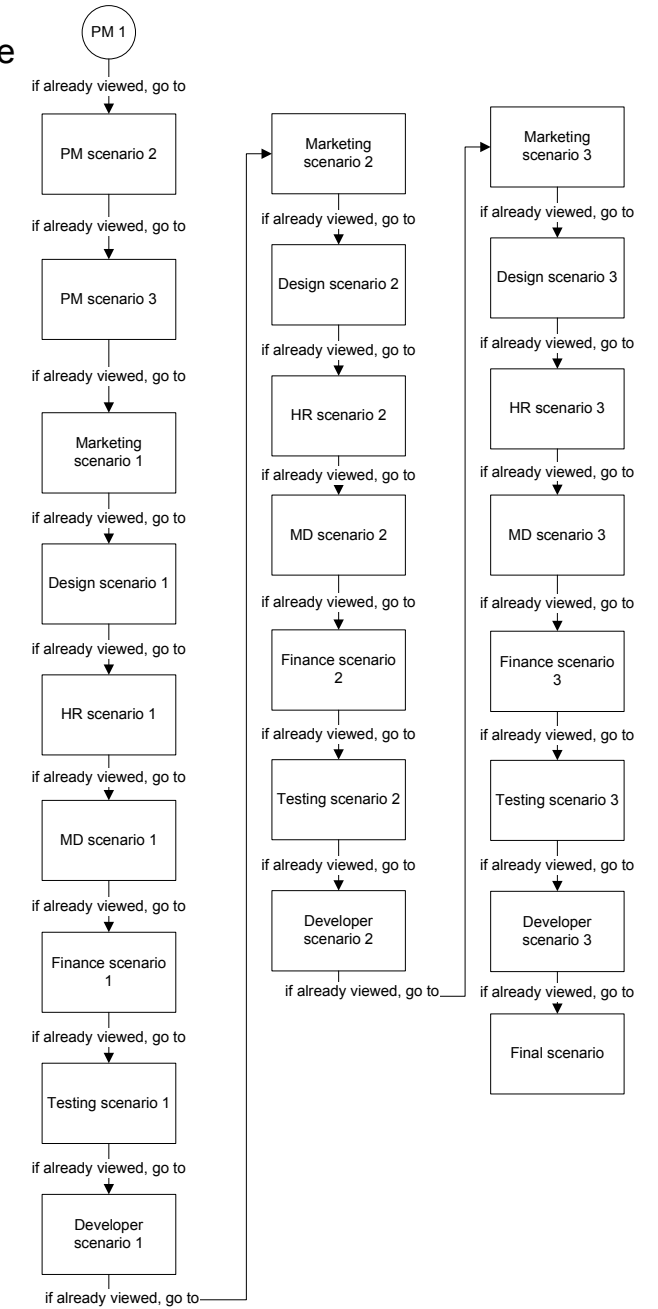 e
PM 1
if already viewed, go to
PM scenario 2
if already viewed, go to
PM scenario 3
if already viewed, go to
Marketing
scenario 1
if already viewed, go to
Design scenario 1
if already viewed, go to
HR scenario 1
if already viewed, go to
MD scenario 1
if already viewed, go to
Finance scenario
1
if already viewed, go to
Testing scenario 1
if already viewed, go to
Developer
scenario 1
if already viewed, go to
Marketing
scenario 2
if already viewed, go to
Design scenario 2
if already viewed, go to
HR scenario 2
if already viewed, go to
MD scenario 2
if already viewed, go to
Finance scenario
2
if already viewed, go to
Testing scenario 2
if already viewed, go to
Developer
scenario 2
if already viewed, go to
Marketing
scenario 3
if already viewed, go to
Design scenario 3
if already viewed, go to
HR scenario 3
if already viewed, go to
MD scenario 3
if already viewed, go to
Finance scenario
3
if already viewed, go to
Testing scenario 3
if already viewed, go to
Developer
scenario 3
if already viewed, go to
Final scenario